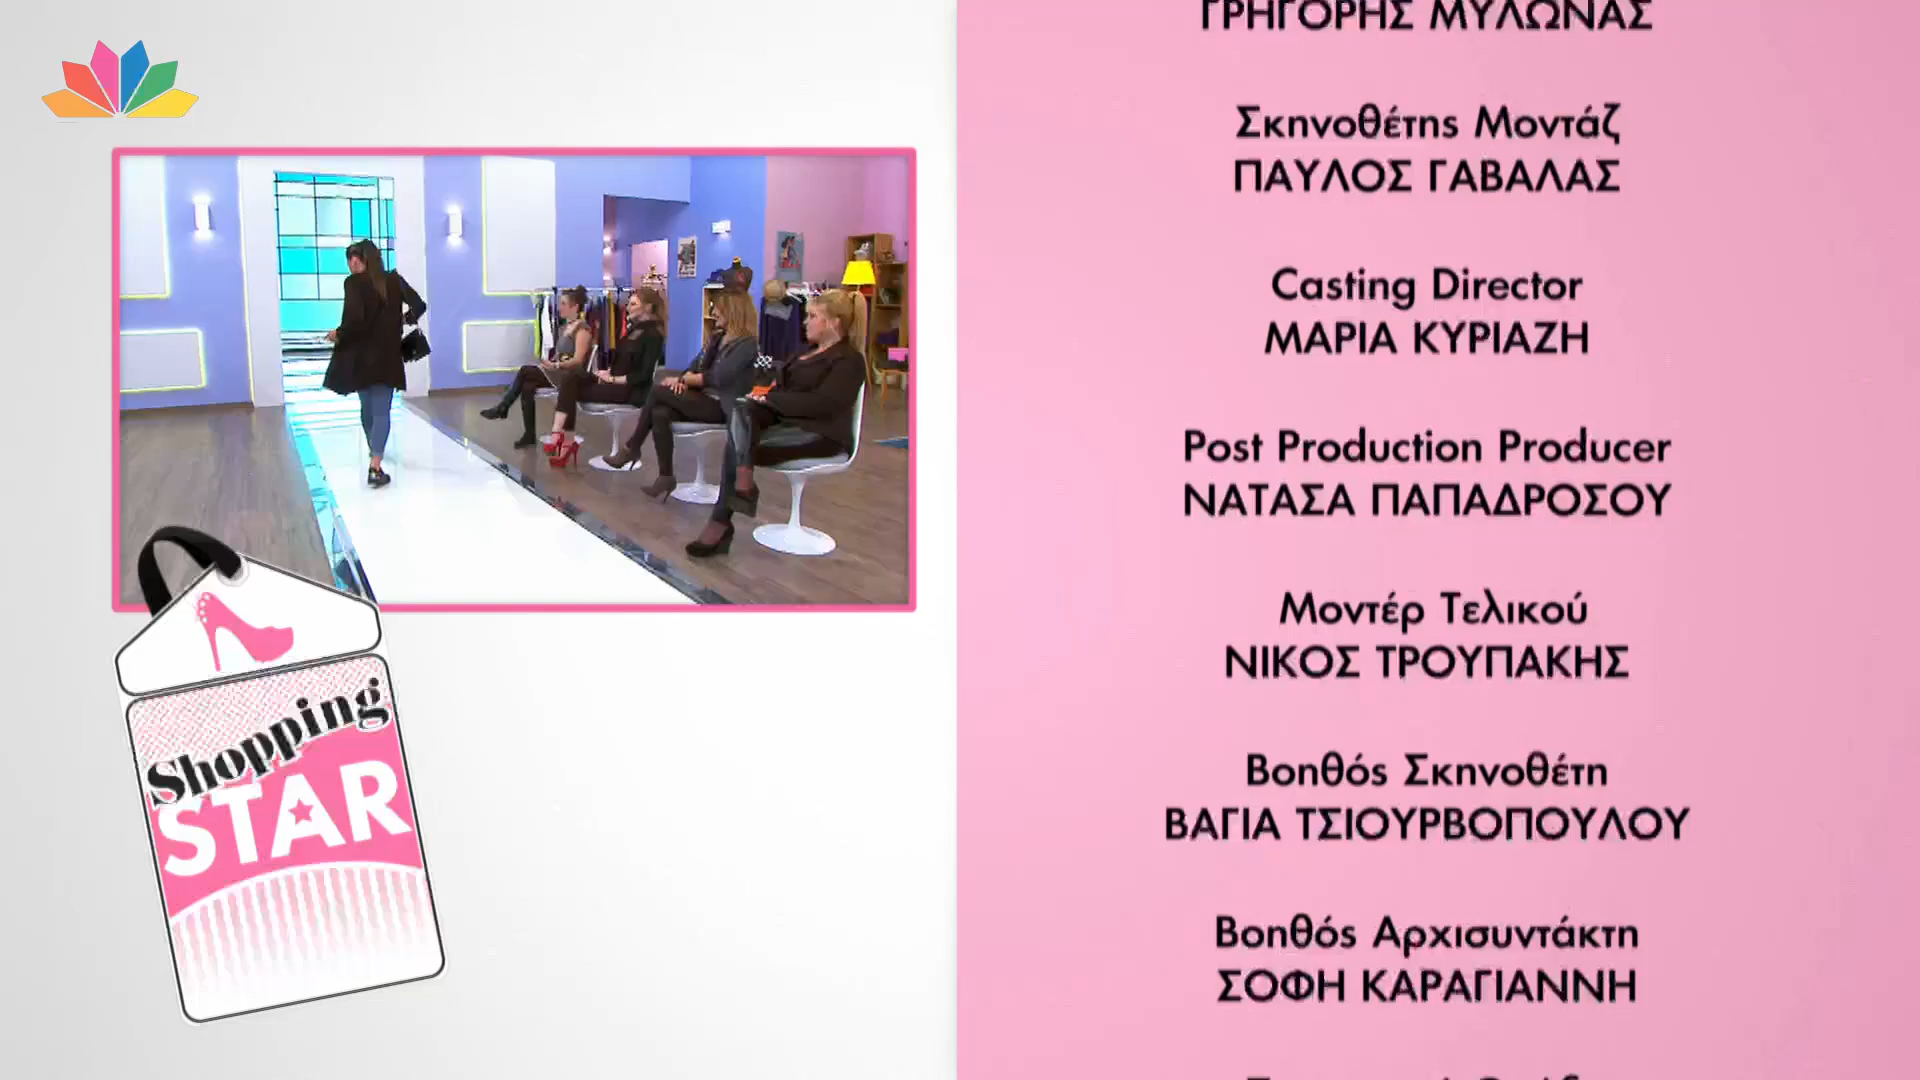 Shopping
STAR
ΓΡΗΓΟΡΗΣ ΜΥΛΩΝΑΣ
Σκηνοθέτης Μοντάζ
ΠΑΥΛΟΣ ΓΑΒΑΛΑΣ
Casting Director
ΜΑΡΙΑ ΚΥΡΙΑΖΗ
Post Production Producer
ΝΑΤΑΣΑ ΠΑΠΑΔΡΟΣΟΥ
Μοντέρ Τελικού
ΝΙΚΟΣ ΤΡΟΥΠΑΚΗΣ
Βοηθός Σκηνοθέτη
ΒΑΓΙΑ ΤΣΙΟΥΡΒΟΠΟΥΛΟΥ
Βοηθός Αρχισυντάκτη
ΣΟΦΗ ΚΑΡΑΓΙΑΝΝΗ